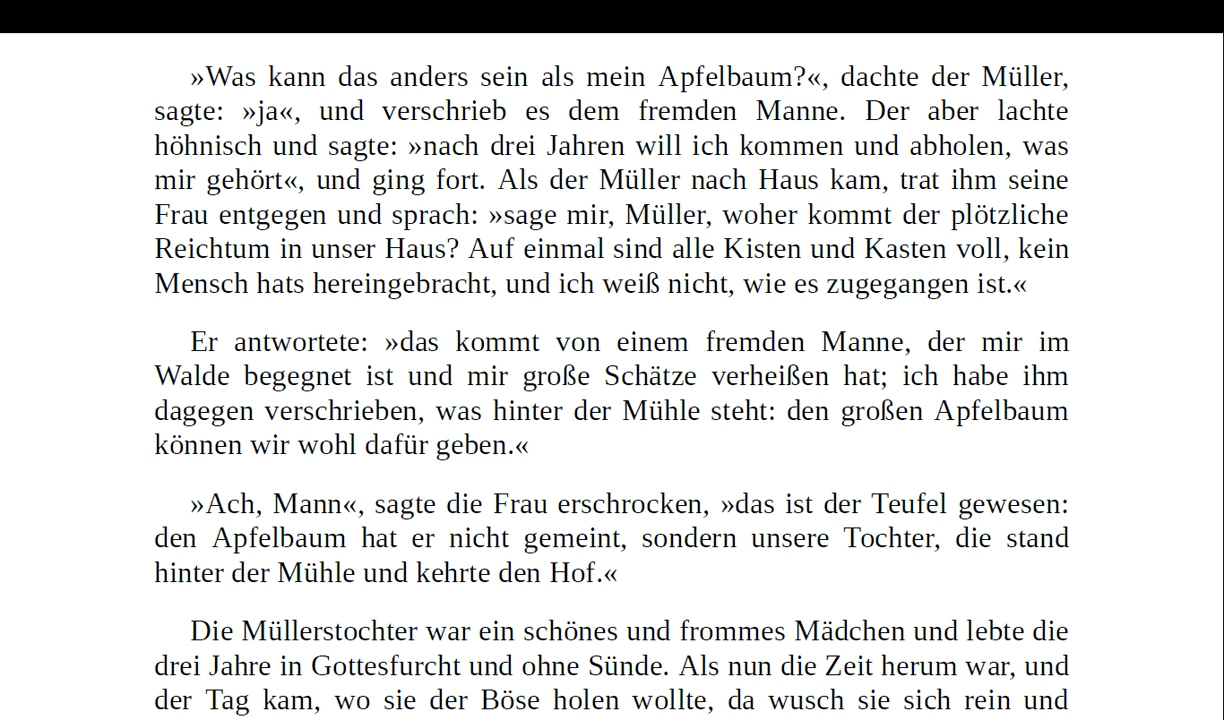 »Was kann das anders sein als mein Apfelbaum?«, dachte der Müller,
sagte: »ja«, und verschrieb es dem fremden Manne. Der aber lachte
höhnisch und sagte: »nach drei Jahren will ich kommen und abholen, was
mir gehört«, und ging fort. Als der Müller nach Haus kam, trat ihm seine
Frau entgegen und sprach: »sage mir, Müller, woher kommt der plötzliche
Reichtum in unser Haus? Auf einmal sind alle Kisten und Kasten voll, kein
Mensch hats hereingebracht, und ich weiß nicht, wie es zugegangen ist.«
Er antwortete: »das kommt von einem fremden Manne, der mir im
Walde begegnet ist und mir große Schätze verheißen hat; ich habe ihm
dagegen verschrieben, was hinter der Mühle steht: den großen Apfelbaum
können wir wohl dafür geben.«
»Ach, Mann«, sagte die Frau erschrocken, »das ist der Teufel gewesen:
den Apfelbaum hat er nicht gemeint, sondern unsere Tochter, die stand
hinter der Mühle und kehrte den Hof.«
Die Müllerstochter war ein schönes und frommes Mädchen und lebte die
drei Jahre in Gottesfurcht und ohne Sünde. Als nun die Zeit herum war, und
der Tag kam, wo sie der Böse holen wollte, da wusch sie sich rein und